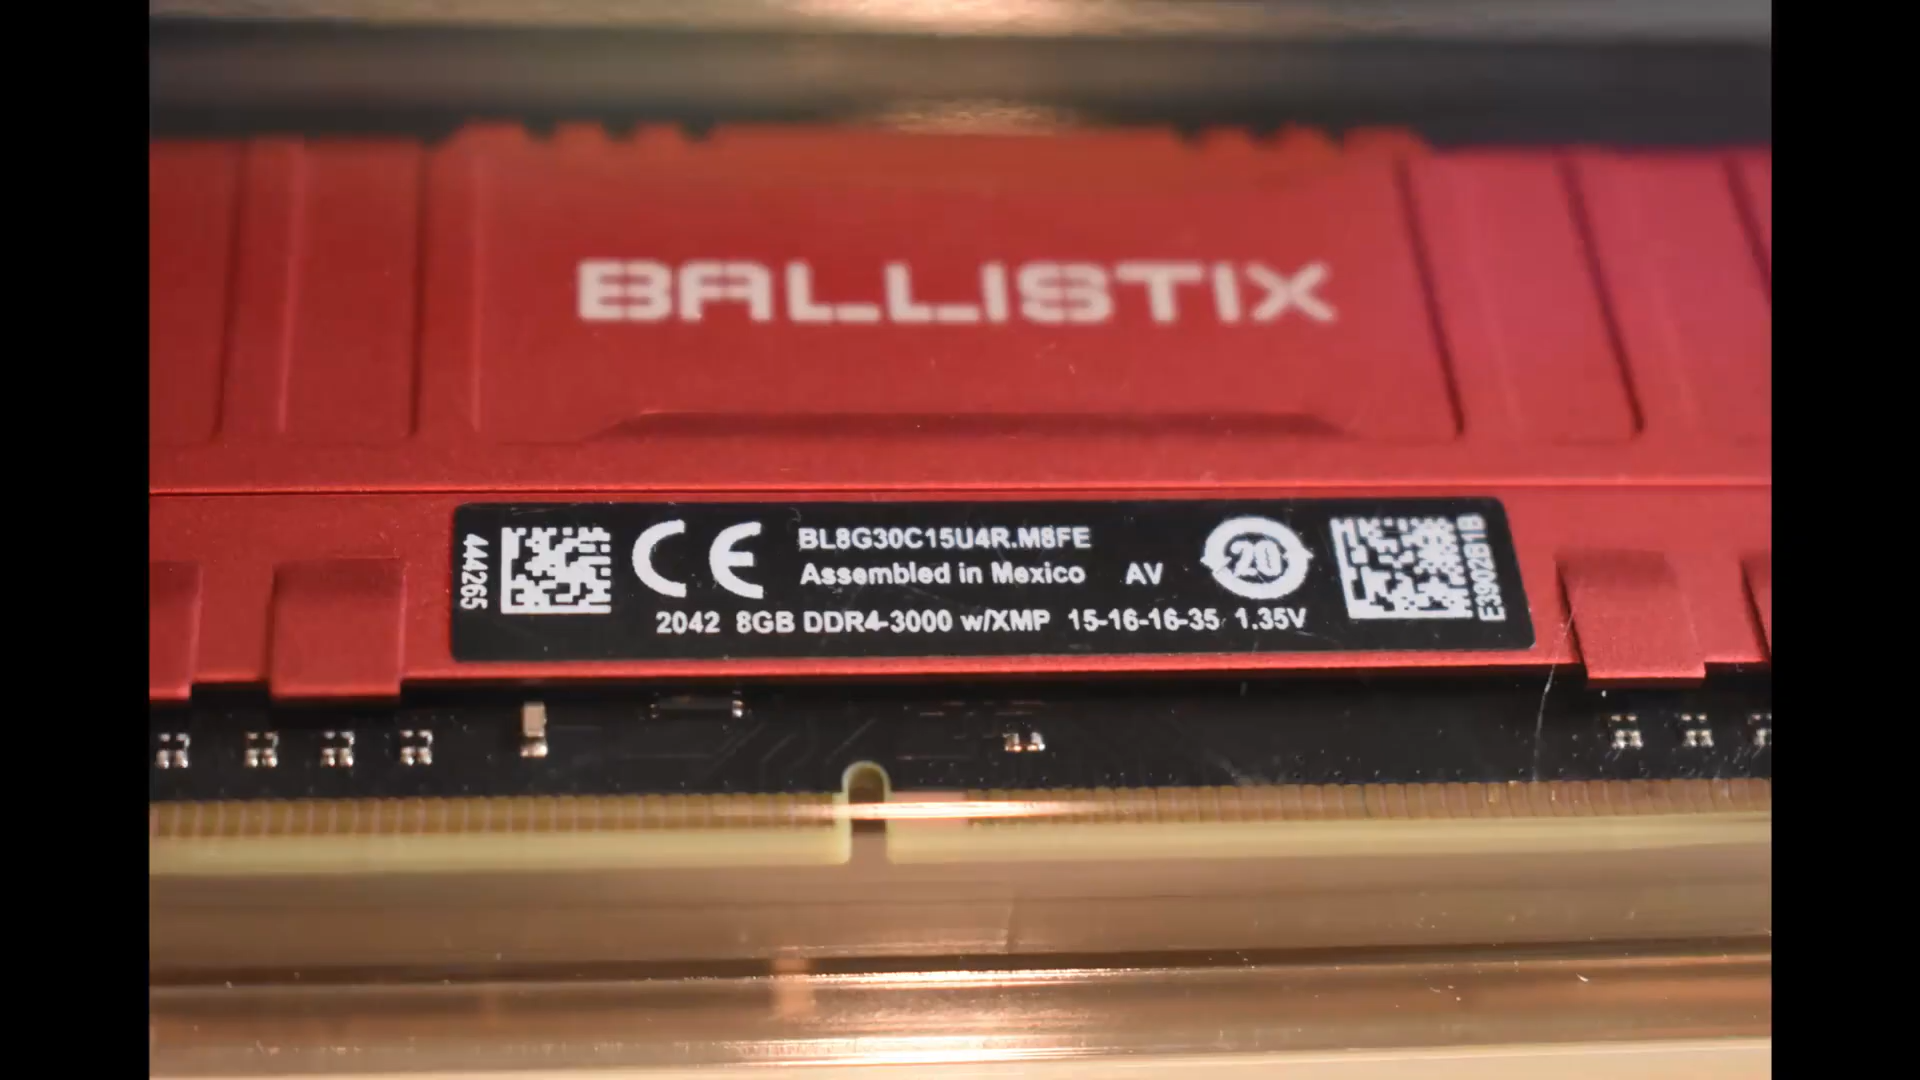 BALLISTIX
444265
BL8G30C15U4R.M8FE
Assembled in Mexico AV
20
2042 8GB DDR4-3000 w/XMP 15-16-16-35 1.35V
E3902B1B